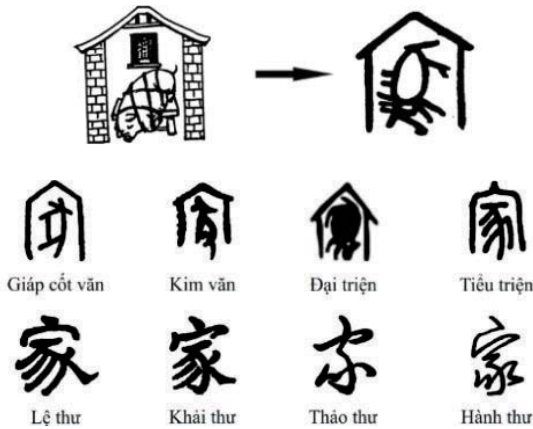 家
Giáp cốt văn Kim văn Đại triện Tiểu triện
家 家 家 家
Lệ thư Khải thư Thảo thư Hành thư